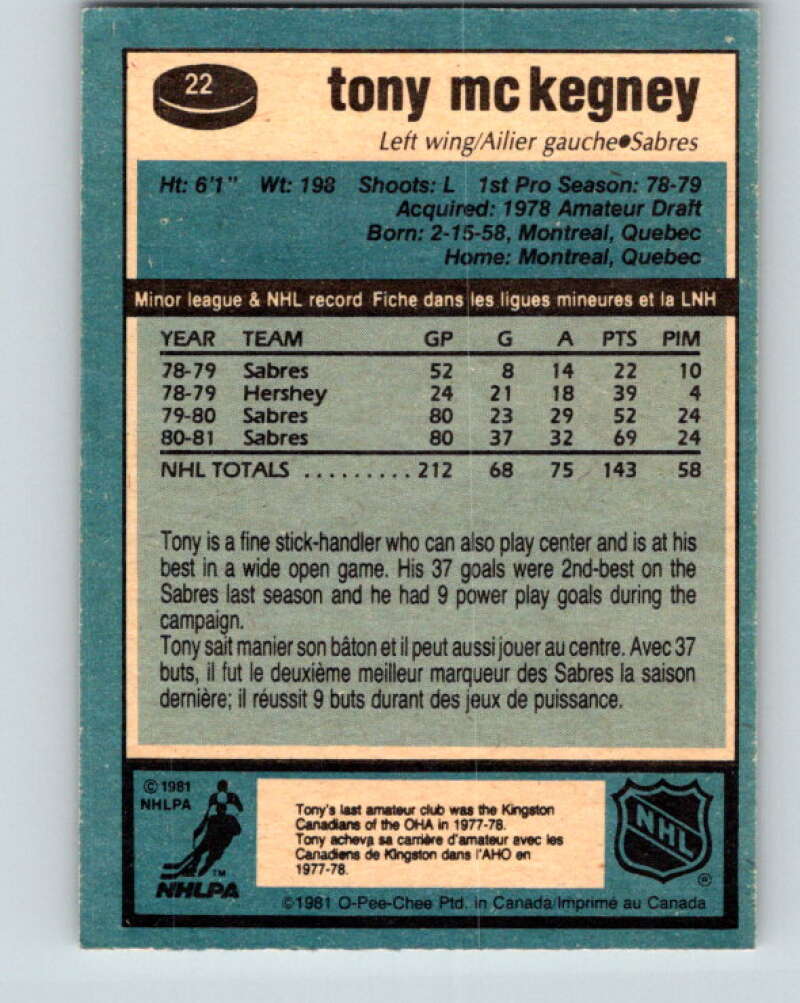 22
tony mc kegney
Left wing/Ailier gauche●Sabres
Ht: 6'1" Wt: 198 Shoots: L 1st Pro Season: 78-79
Acquired: 1978 Amateur Draft
Born: 2-15-58, Montreal, Quebec
Home: Montreal, Quebec
Minor league & NHL record Fiche dans les ligues mineures et la LNH
YEAR TEAM GP G A PTS PIM
78-79 Sabres 52 8 14 22 10
78-79 Hershey 24 21 18 39 4
79-80 Sabres 80 23 29 52 24
80-81 Sabres 80 37 32 69 24
NHL TOTALS ......... 212 68 75 143 58
Tony is a fine stick-handler who can also play center and is at his
best in a wide open game. His 37 goals were 2nd-best on the
Sabres last season and he had 9 power play goals during the
campaign.
Tony sait manier son bâton et il peut aussi jouer au centre. Avec 37
buts, il fut le deuxième meilleur marqueur des Sabres la saison
dernière; il réussit 9 buts durant des jeux de puissance.
© 1981
NHLPA
TM
NHLPA
Tony's last amateur club was the Kingston
Canadians of the OHA in 1977-78.
Tony acheva sa carrière d'amateur avec les
Canadiens de Kingston dans l'AHO en
1977-78.
NHL
®
©1981 O-Pee-Chee Ptd. in Canada/Imprimé au Canada